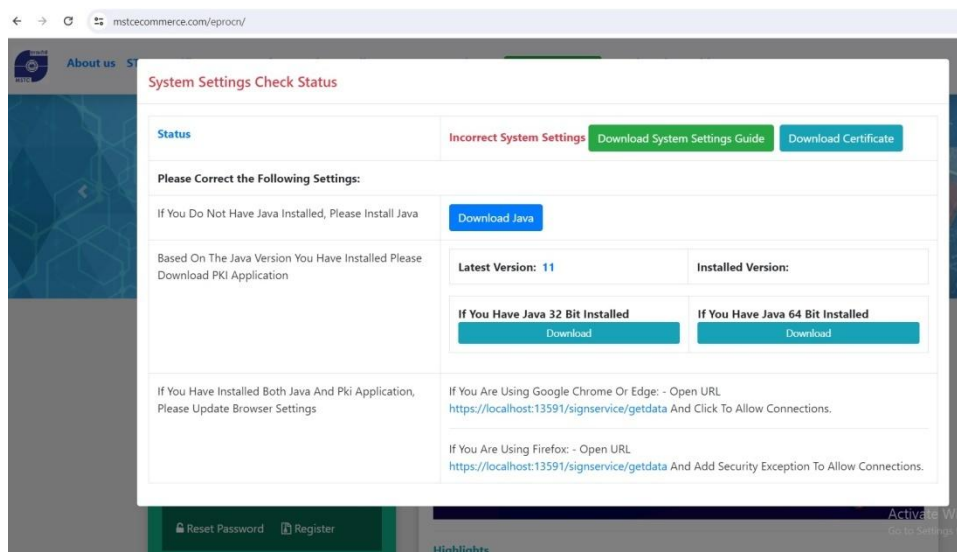 mstcecommerce.com/eprocn/
MSTC
About us
System Settings Check Status
Status
Incorrect System Settings Download System Settings Guide Download Certificate
Please Correct the Following Settings:
If You Do Not Have Java Installed, Please Install Java
Download Java
Based On The Java Version You Have Installed Please
Download PKI Application
Latest Version: 11
Installed Version:
If You Have Java 32 Bit Installed
Download
If You Have Java 64 Bit Installed
Download
If You Have Installed Both Java And Pki Application,
Please Update Browser Settings
If You Are Using Google Chrome Or Edge: - Open URL
https://localhost:13591/signservice/getdata And Click To Allow Connections.
If You Are Using Firefox: - Open URL
https://localhost:13591/signservice/getdata And Add Security Exception To Allow Connections.
Reset Password Register
Highlights
Activate
Go to Settings